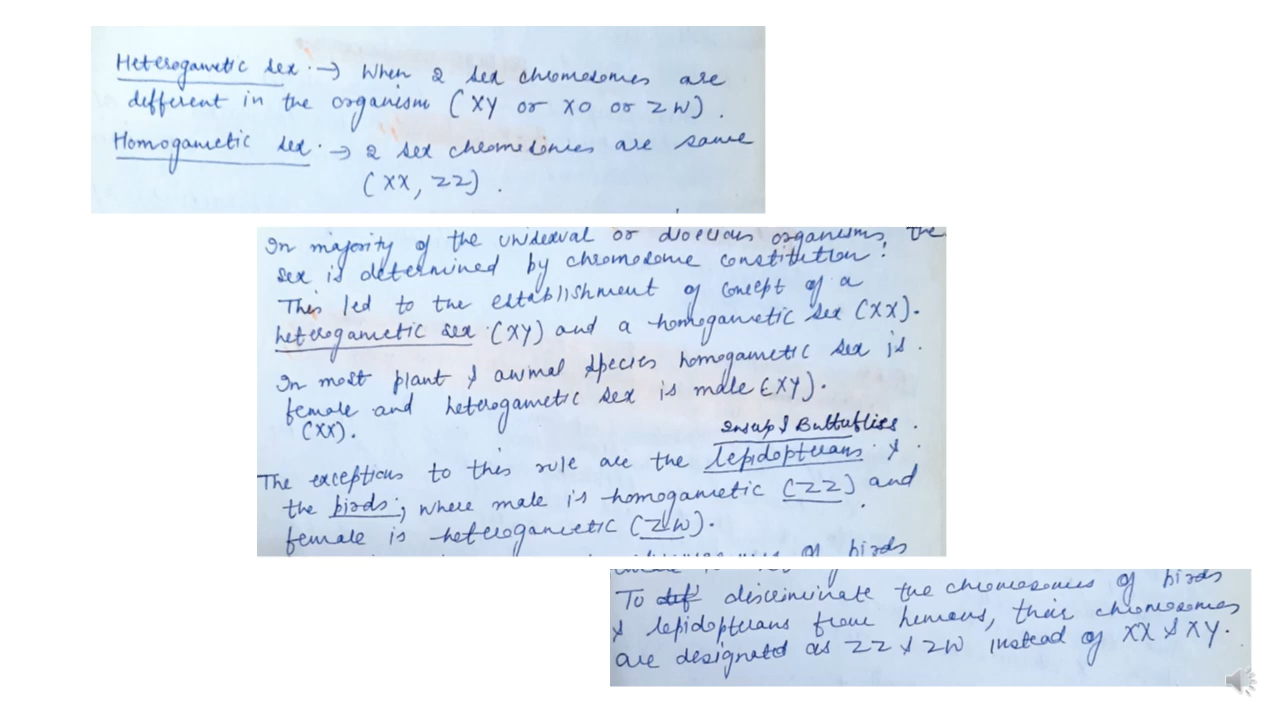 Heterogametic sex. → When 2 sex chromosomes are
different in the organism (XY or XO or ZW).
Homogametic sex. → 2 sex chromosomes are same
(XX, ZZ).
In majority of the unisexual or dioecious organisms, the
sex is determined by chromosome constitution.
This led to the establishment of concept of a
heterogametic sex (XY) and a homogametic sex (XX).
In most plant & animal species homogametic sex is
female and heterogametic sex is male (XY).
(XX).
& Butterflies.
The exceptions to this rule are the lepidopterans &
the birds; where male is homogametic (ZZ) and
female is heterogametic (ZW).
of birds
To discriminate the chromosomes of birds
& lepidopterans from humans, their chromosomes
are designated as ZZ & ZW instead of XX & XY.